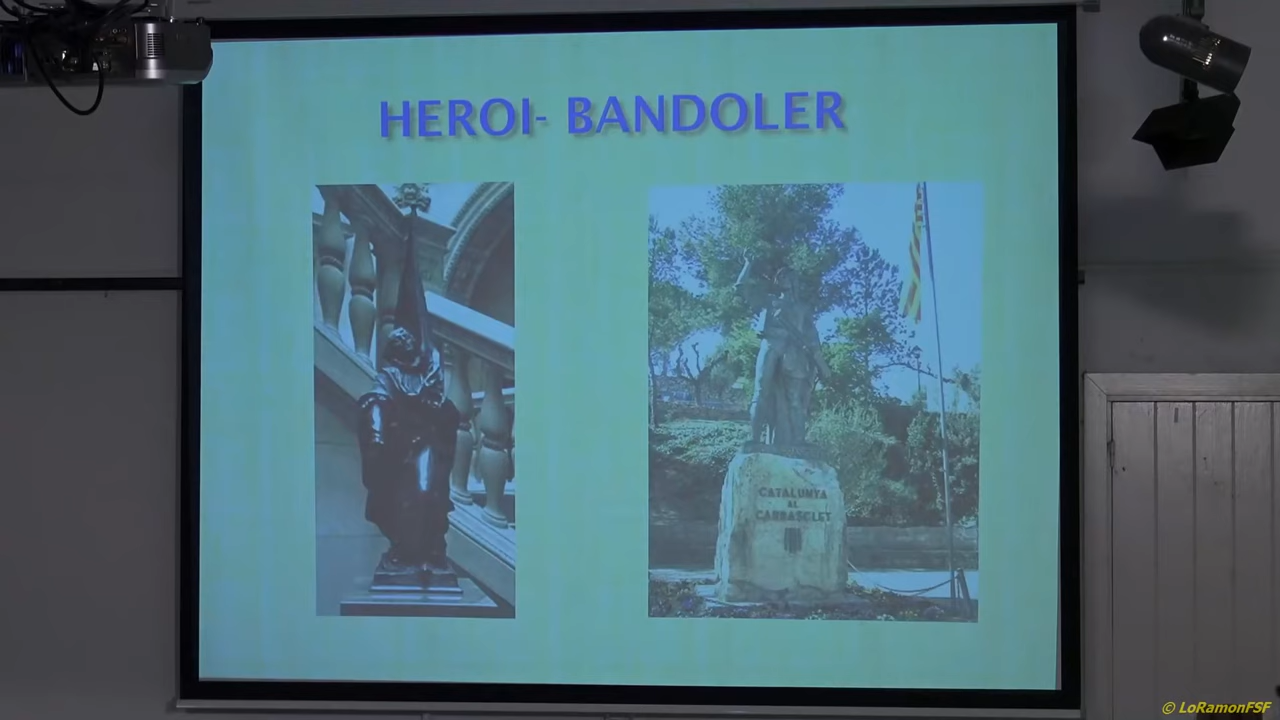 HEROI- BANDOLER
CATALUNYA
AL
CARRASCLET
© LoRamonFSF